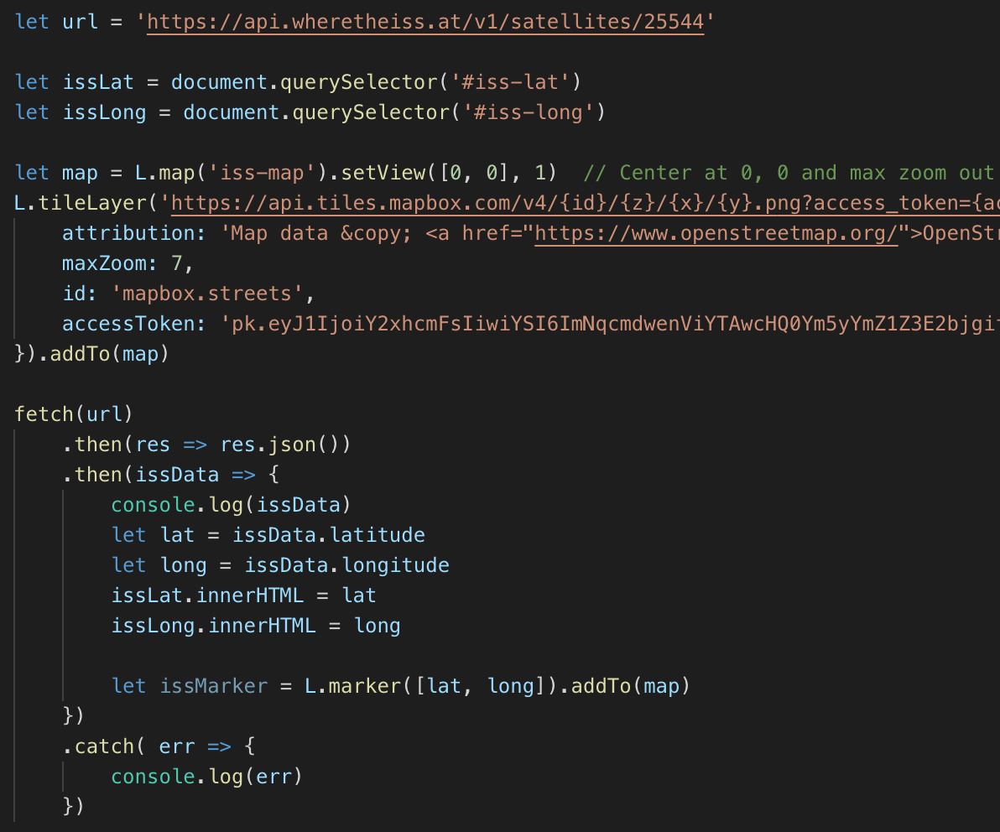 let url = 'https://api.wheretheiss.at/v1/satellites/25544'
let issLat = document.querySelector('#iss-lat')
let issLong = document.querySelector('#iss-long')
let map = L.map('iss-map').setView([0, 0], 1)  // Center at 0, 0 and max zoom out
L.tileLayer('https://api.tiles.mapbox.com/v4/{id}/{z}/{x}/{y}.png?access_token={ac
    attribution: 'Map data &copy; <a href="https://www.openstreetmap.org/">OpenStr
    maxZoom: 7,
    id: 'mapbox.streets',
    accessToken: 'pk.eyJ1IjoiY2xhcmFsIiwiYSI6ImNqcmdwenViYTAwcHQ0Ym5yYmZ1Z3E2bjgif
}).addTo(map)
fetch(url)
    .then(res => res.json())
    .then(issData => {
        console.log(issData)
        let lat = issData.latitude
        let long = issData.longitude
        issLat.innerHTML = lat
        issLong.innerHTML = long
        let issMarker = L.marker([lat, long]).addTo(map)
    })
    .catch( err => {
        console.log(err)
    })